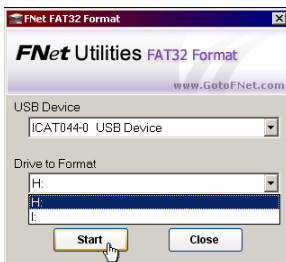 FNet FAT32 Format
FNet Utilities FAT32 Format
www.GotoFNet.com
USB Device
ICAT044-0 USB Device
Drive to Format
H:
H:
I:
Start
Close